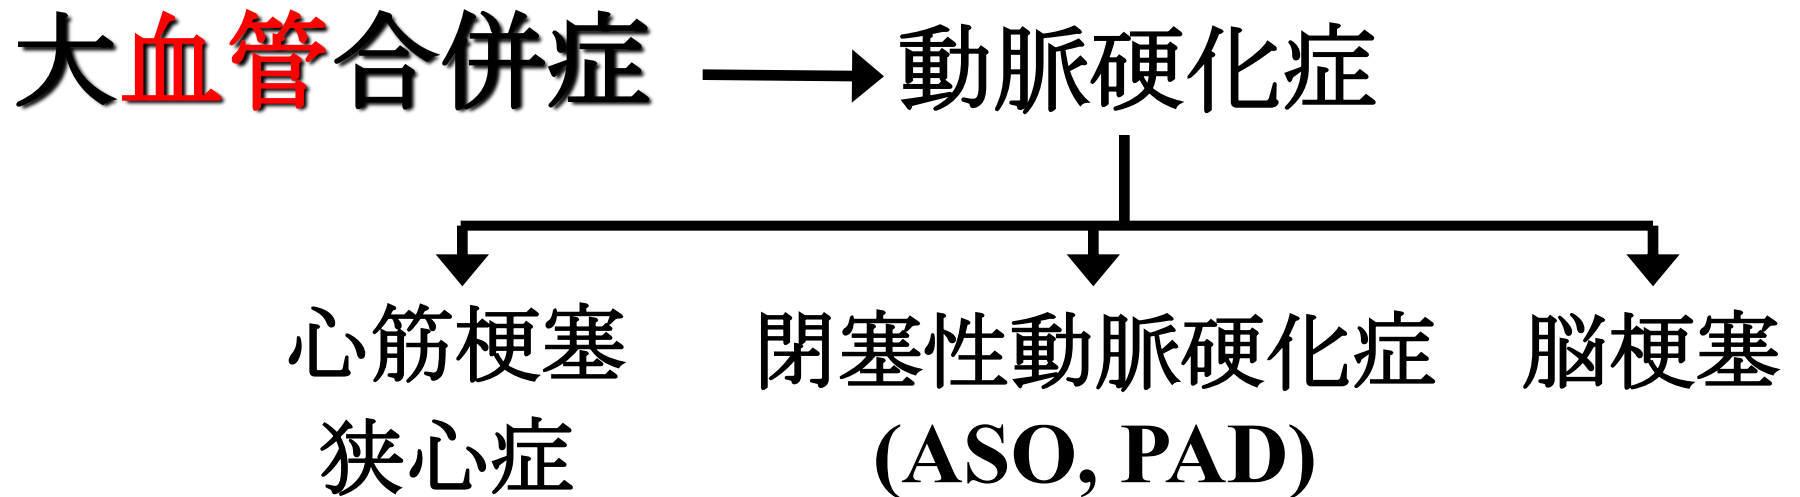 大血管合併症
動脈硬化症
心筋梗塞
狭心症
閉塞性動脈硬化症
(ASO, PAD)
脳梗塞